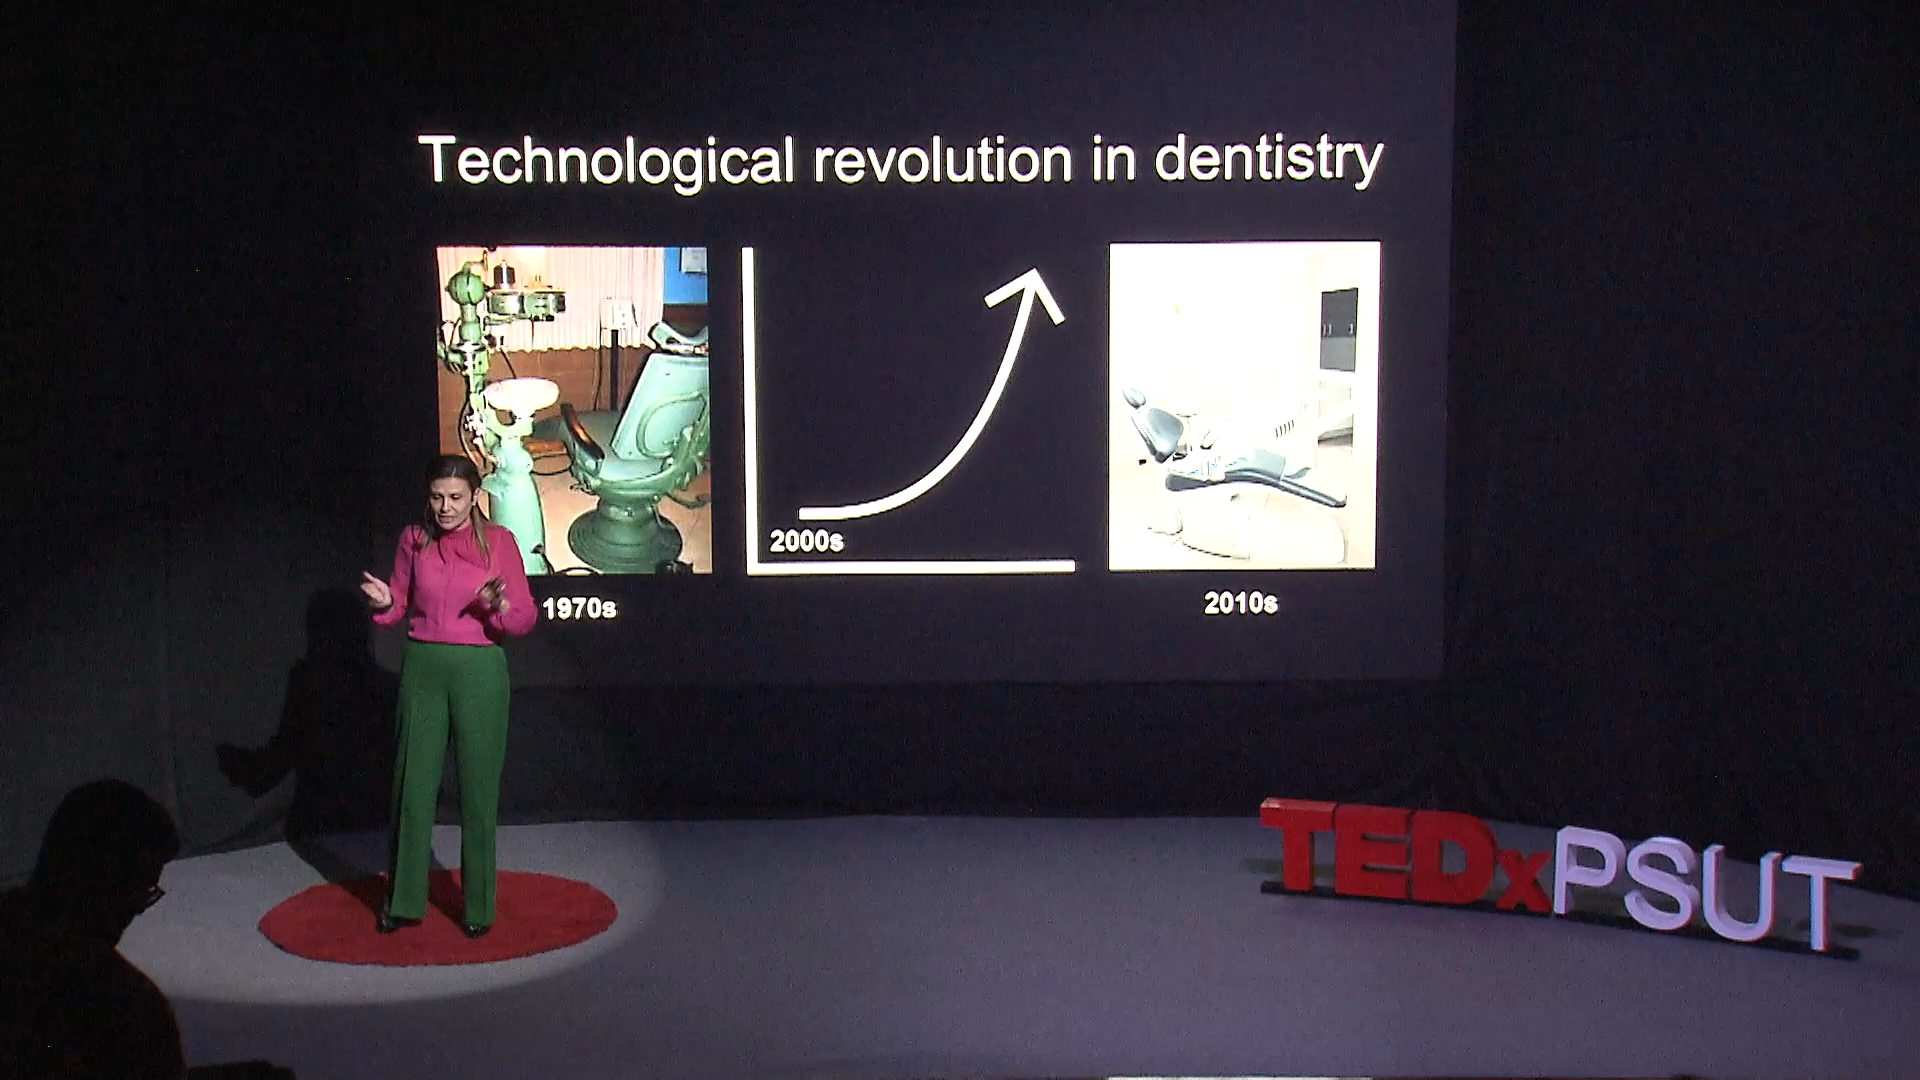 Technological revolution in dentistry
2000s
1970s
2010s
TEDxPSUT